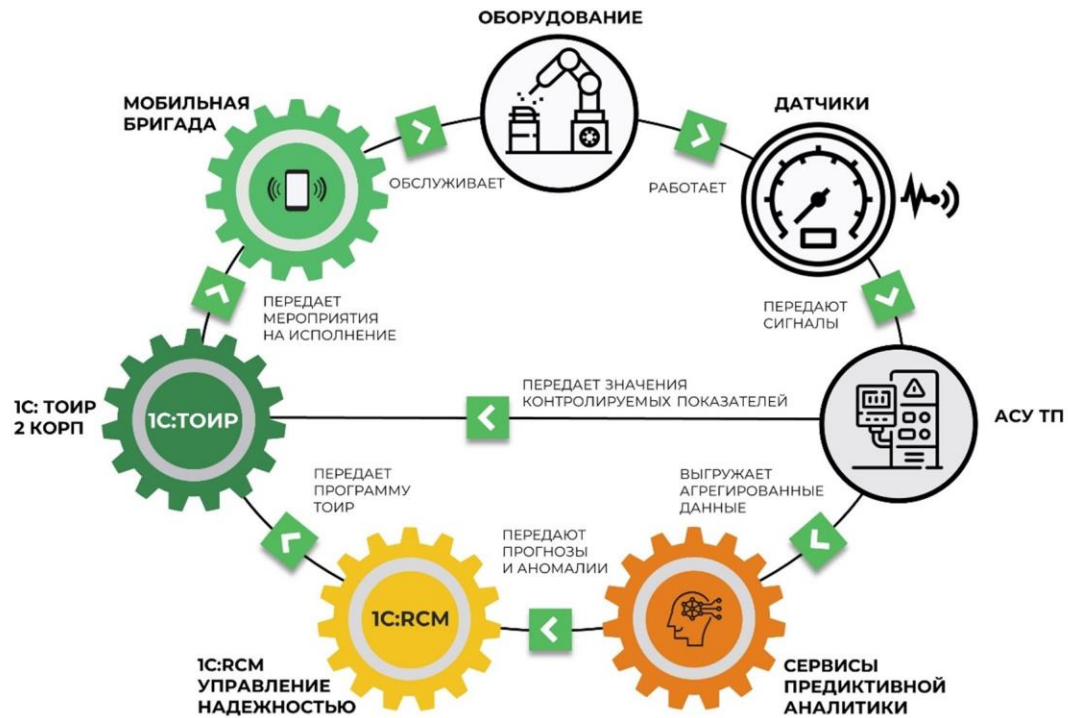 ОБОРУДОВАНИЕ
МОБИЛЬНАЯ
БРИГАДА
ДАТЧИКИ
ОБСЛУЖИВАЕТ
РАБОТАЕТ
ПЕРЕДАЕТ
МЕРОПРИЯТИЯ
НА ИСПОЛНЕНИЕ
ПЕРЕДАЮТ
СИГНАЛЫ
1С: ТОИР
2 КОРП
1С:ТОИР
ПЕРЕДАЕТ ЗНАЧЕНИЯ
КОНТРОЛИРУЕМЫХ ПОКАЗАТЕЛЕЙ
АСУ ТП
ПЕРЕДАЕТ
ПРОГРАММУ
ТОИР
ВЫГРУЖАЕТ
АГРЕГИРОВАННЫЕ
ДАННЫЕ
ПЕРЕДАЮТ
ПРОГНОЗЫ
И АНОМАЛИИ
1С:RCM
1С:RCM
УПРАВЛЕНИЕ
НАДЕЖНОСТЬЮ
СЕРВИСЫ
ПРЕДИКТИВНОЙ
АНАЛИТИКИ